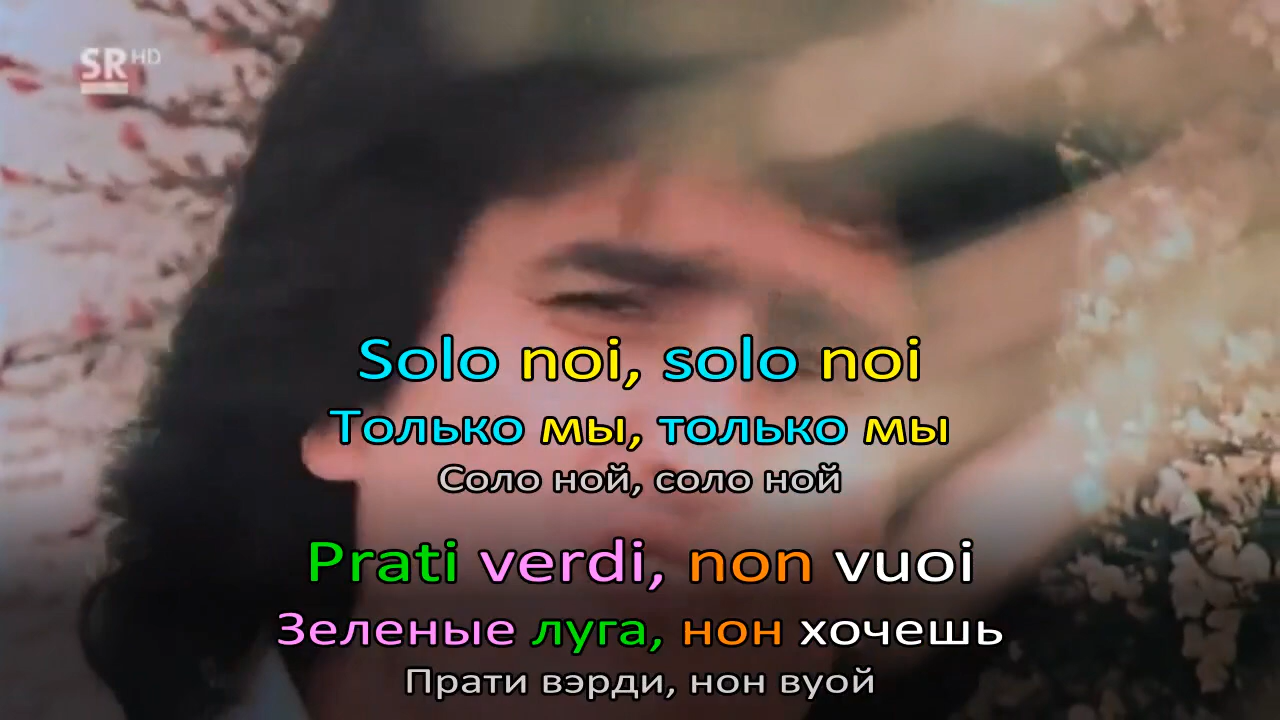 SR HD
Solo noi, solo noi
Только мы, только мы
Соло ной, соло ной
Prati verdi, non vuoi
Зеленые луга, нон хочешь
Прати вэрди, нон вуой